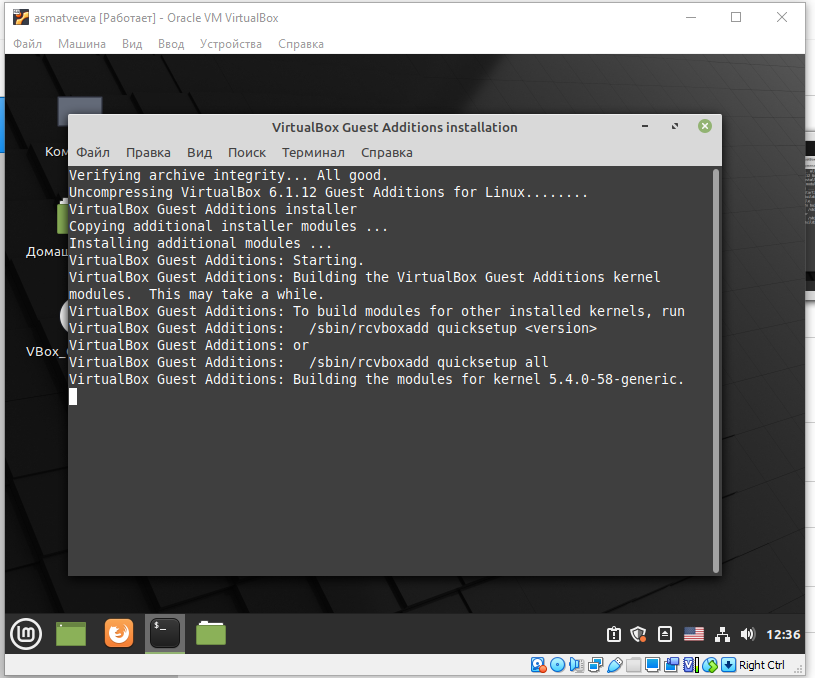 asmatveeva [Работает] - Oracle VM VirtualBox
Файл Машина Вид Ввод Устройства Справка
VirtualBox Guest Additions installation
Файл Правка Вид Поиск Терминал Справка
Verifying archive integrity... All good.
Uncompressing VirtualBox 6.1.12 Guest Additions for Linux........
VirtualBox Guest Additions installer
Copying additional installer modules ...
Installing additional modules ...
VirtualBox Guest Additions: Starting.
VirtualBox Guest Additions: Building the VirtualBox Guest Additions kernel
modules.  This may take a while.
VirtualBox Guest Additions: To build modules for other installed kernels, run
VirtualBox Guest Additions:   /sbin/rcvboxadd quicksetup <version>
VirtualBox Guest Additions: or
VirtualBox Guest Additions:   /sbin/rcvboxadd quicksetup all
VirtualBox Guest Additions: Building the modules for kernel 5.4.0-58-generic.
Ком
Домаш
VBox_
$_
12:36
Right Ctrl